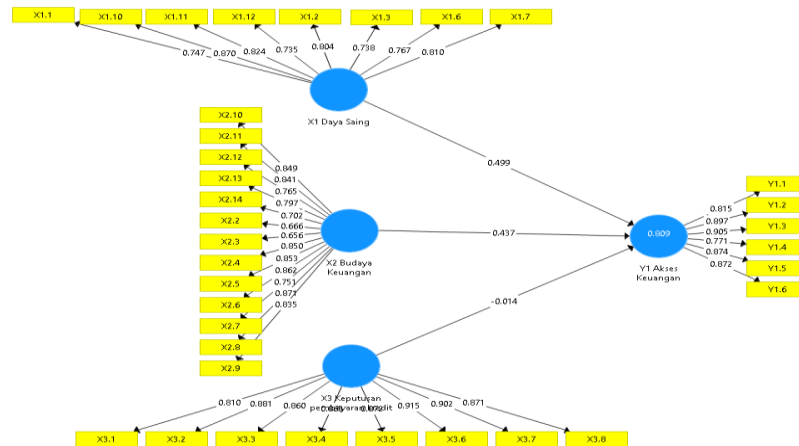 X1.1
X1.10
X1.11
X1.12
X1.2
X1.3
X1.6
X1.7
0.747
0.870
0.824
0.735
0.804
0.738
0.767
0.810
X1 Daya Saing
X2.10
X2.11
X2.12
X2.13
X2.14
X2.2
X2.3
X2.4
X2.5
X2.6
X2.7
X2.8
X2.9
0.849
0.841
0.765
0.797
0.702
0.666
0.656
0.850
0.853
0.862
0.751
0.871
0.835
X2 Budaya
Keuangan
0.499
0.437
-0.014
0.809
Y1 Akses
Keuangan
0.815
0.897
0.905
0.771
0.874
0.872
Y1.1
Y1.2
Y1.3
Y1.4
Y1.5
Y1.6
X3 Keputusan
0.810
0.881
0.860
0.915
0.902
0.871
X3.1
X3.2
X3.3
X3.4
X3.5
X3.6
X3.7
X3.8